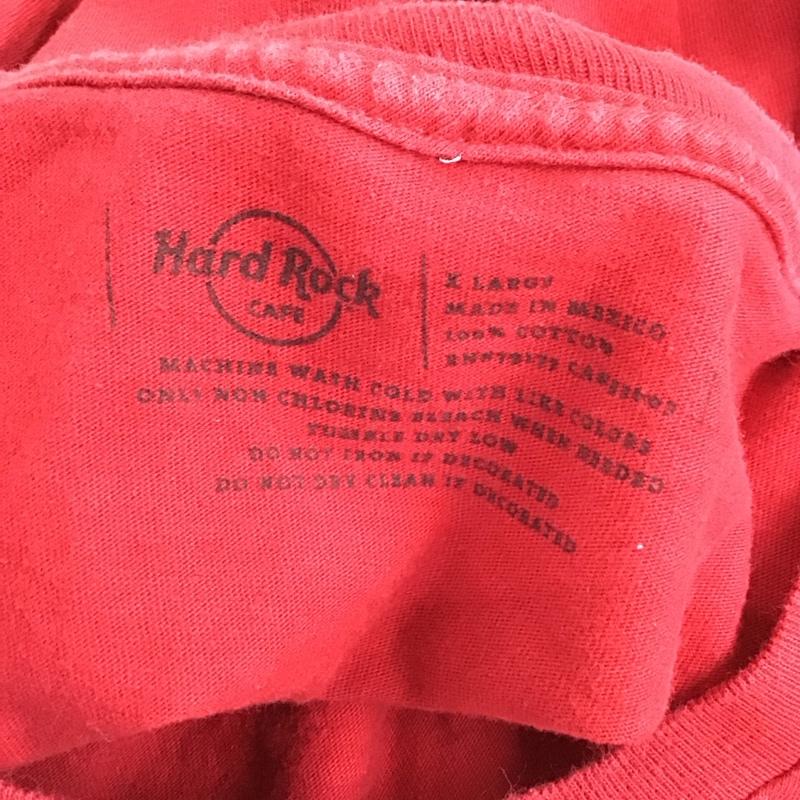 Hard Rock
CAFE
X LARGE
MADE IN MEXICO
100% COTTON
MACHINE WASH COLD WITH LIKE COLORS
ONLY NON CHLORINE BLEACH WHEN NEEDED
TUMBLE DRY LOW
DO NOT IRON IF DECORATED
DO NOT DRY CLEAN IF DECORATED